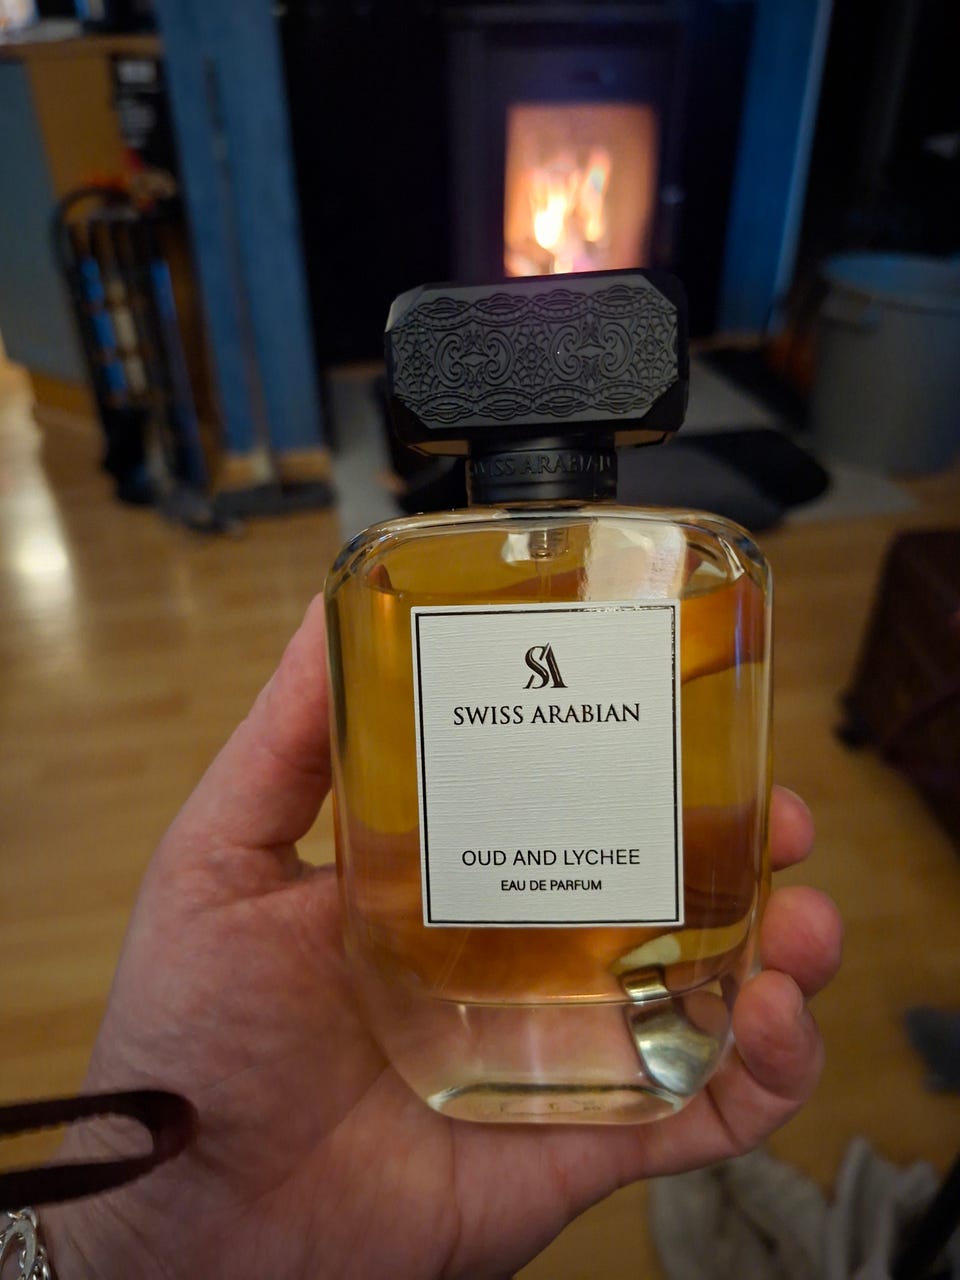 SWISS ARABIAN
SA
SWISS ARABIAN
OUD AND LYCHEE
EAU DE PARFUM